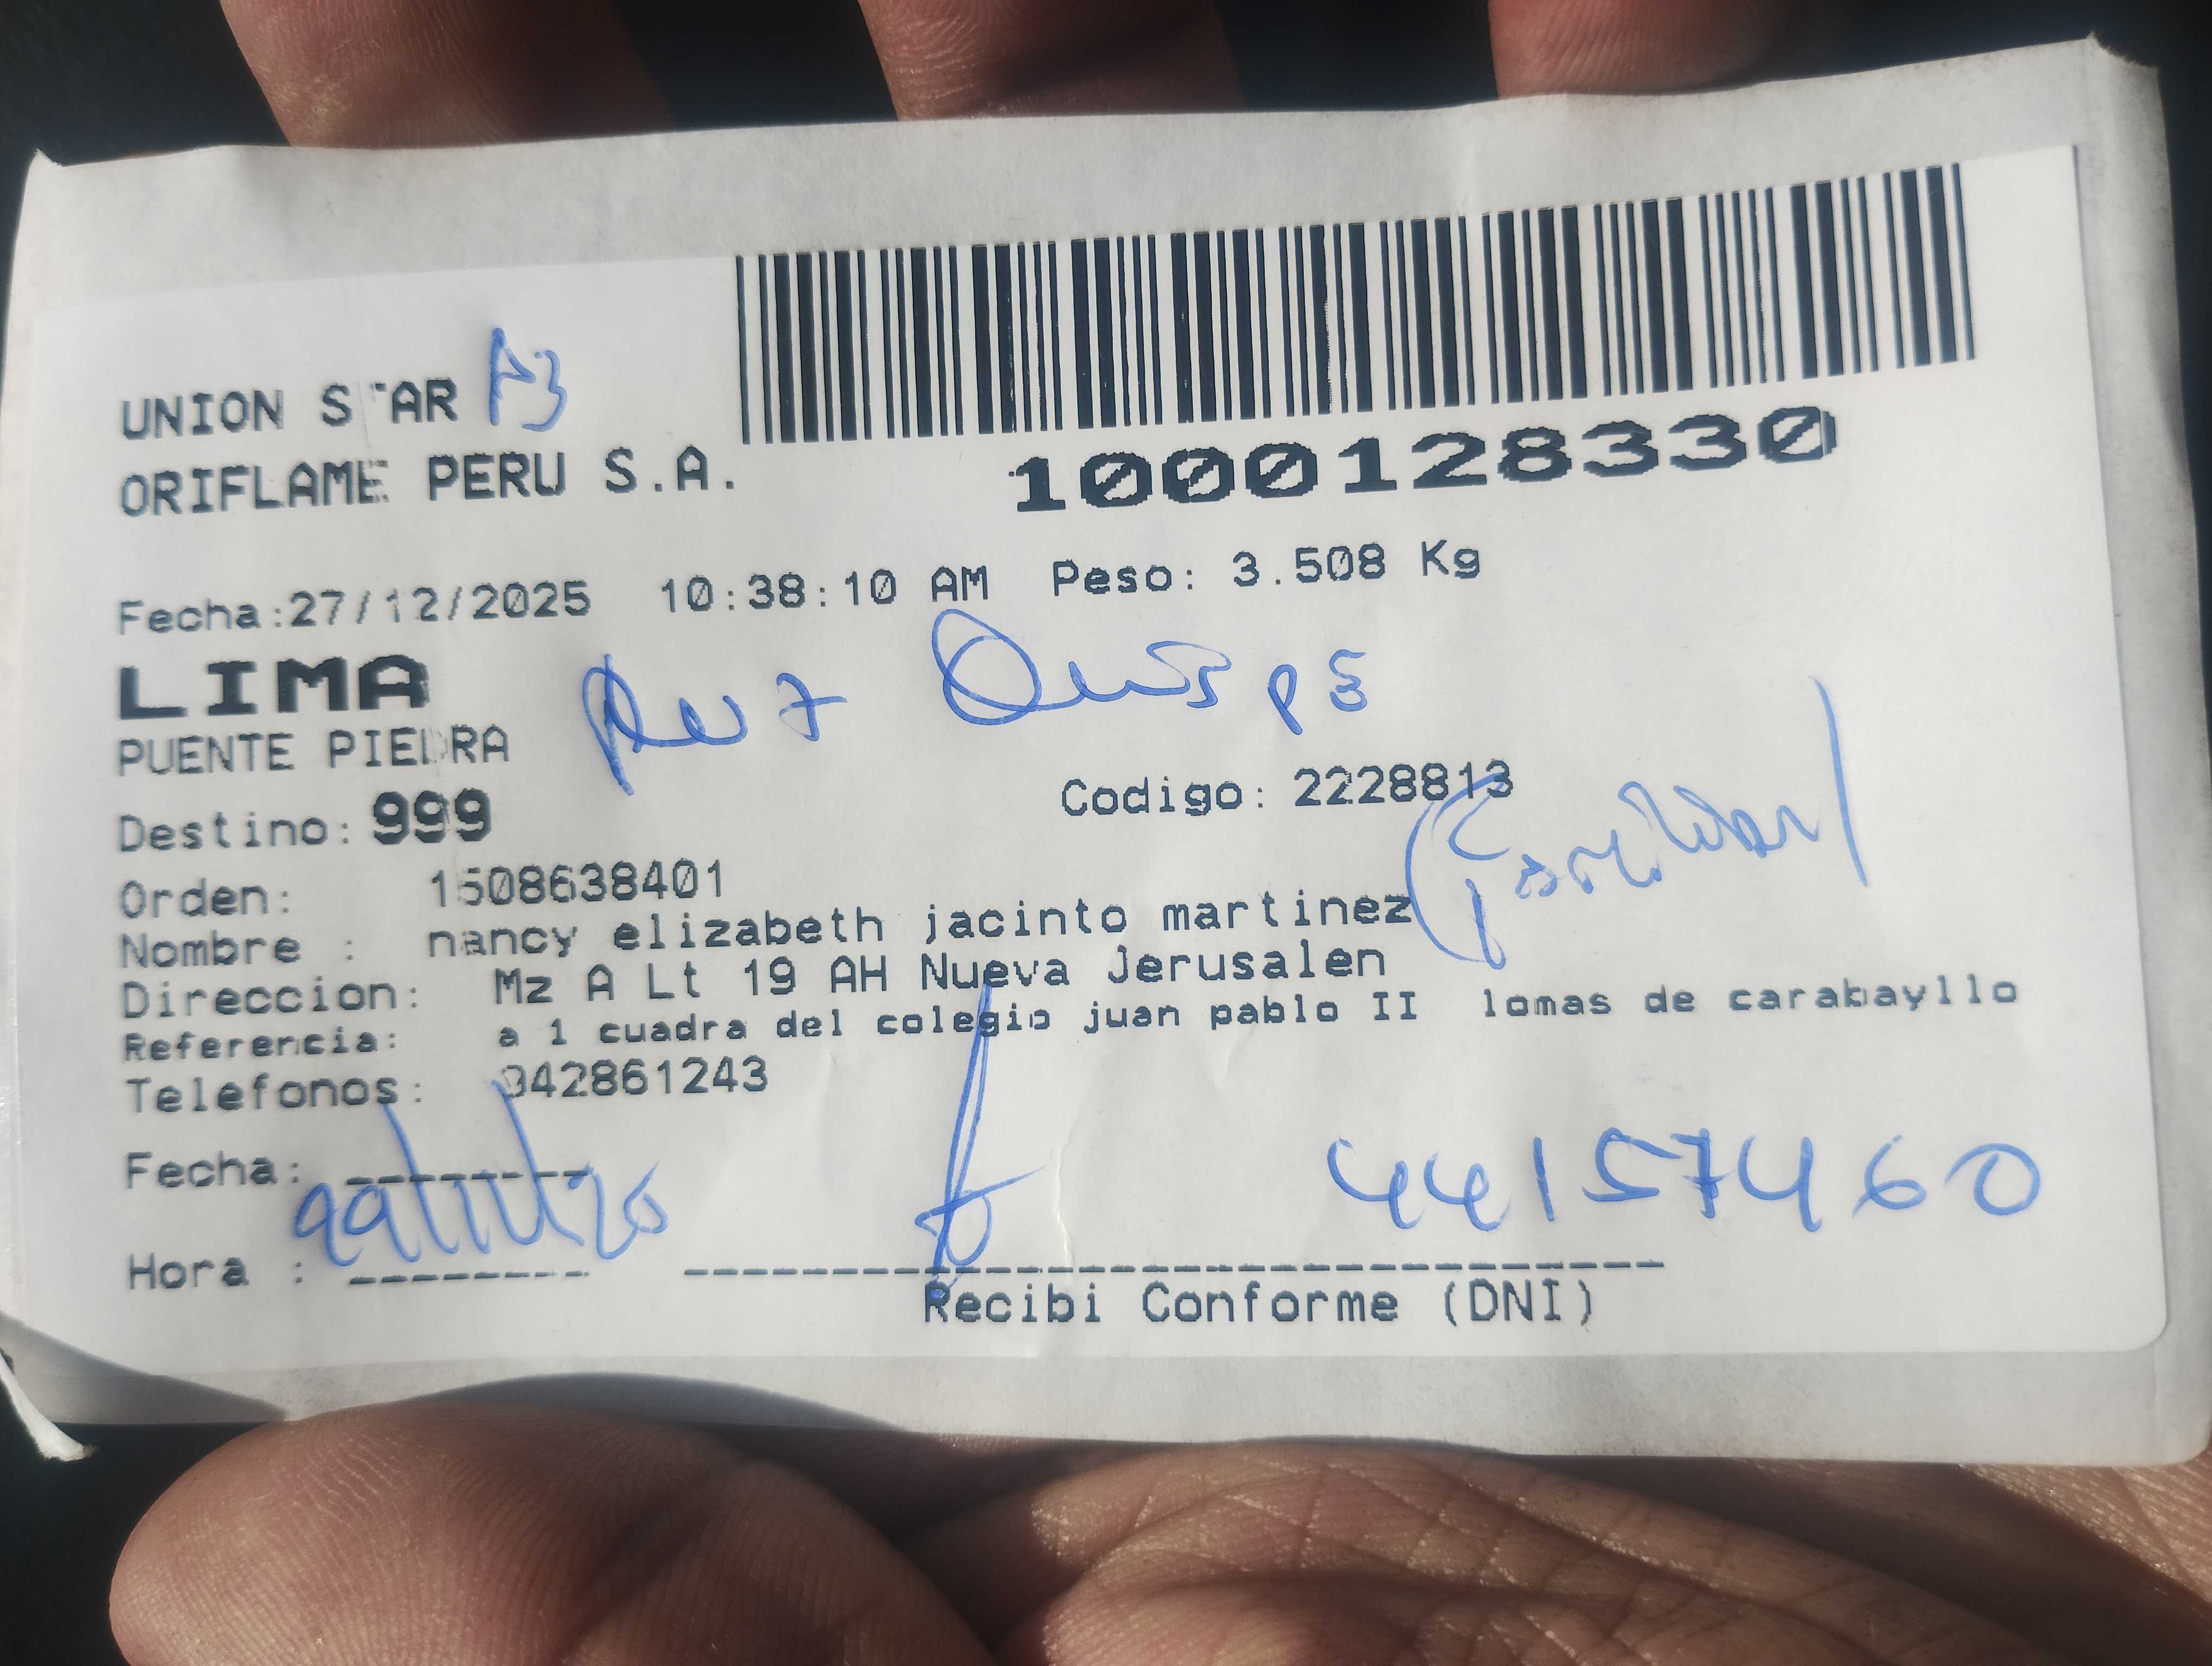 UNION STAR
ORIFLAME PERU S.A.
1000128330
Fecha:27/12/2025 10:38:10 AM Peso: 3.508 Kg
LIMA
PUENTE PIEDRA
Quispe
Destino: 999
Codigo: 2228813
Orden: 1508638401
Nombre : nancy elizabeth jacinto martinez
Direccion: Mz A Lt 19 AH Nueva Jerusalen
Referencia: a 1 cuadra del colegio juan pablo II lomas de carabayllo
Telefonos: 942861243
Fecha:
44157460
Hora :
Recibi Conforme (DNI)